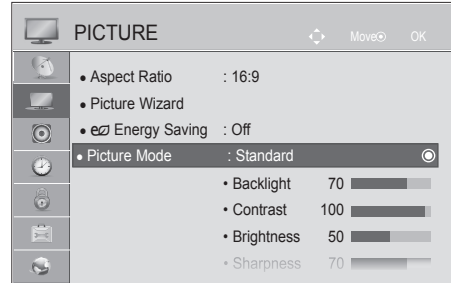 PICTURE Move OK
• Aspect Ratio : 16:9
• Picture Wizard
• Energy Saving : Off
• Picture Mode : Standard
• Backlight 70
• Contrast 100
• Brightness 50
• Sharpness 70